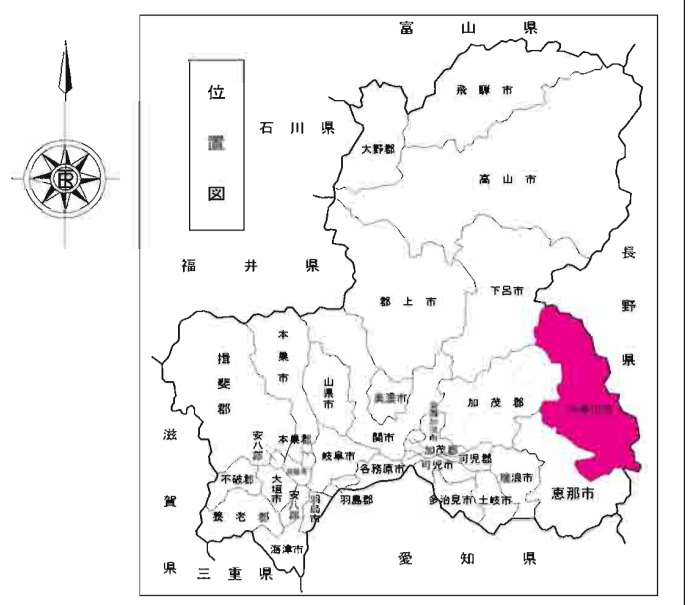 富山県
位置図
石川県
飛騨市
大野郡
高山市
福井県
長野県
下呂市
郡上市
本巣市
揖斐郡
山県市
美濃市
加茂郡
中津川市
滋賀県
関市
安八郡
本巣郡
岐阜市
加茂郡
可児市
可児郡
各務原市
瑞浪市
不破郡
大垣市
安八郡
羽島市
羽島郡
多治見市
土岐市
恵那市
養老郡
海津市
三重県
愛知県